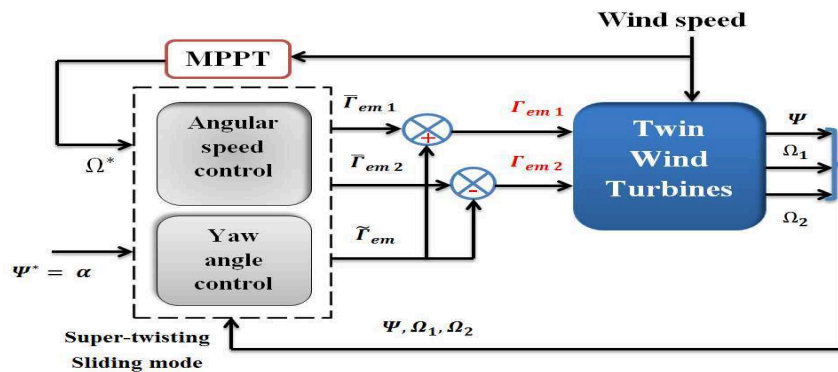 Wind speed
MPPT
Angular
speed
control
Ω*
Yaw
angle
control
Ψ* = α
Super-twisting
Sliding mode
Γ̅em 1
Γ̅em 2
Γ̃em
+
-
Γem 1
Γem 2
Twin
Wind
Turbines
Ψ
Ω1
Ω2
Ψ, Ω1, Ω2